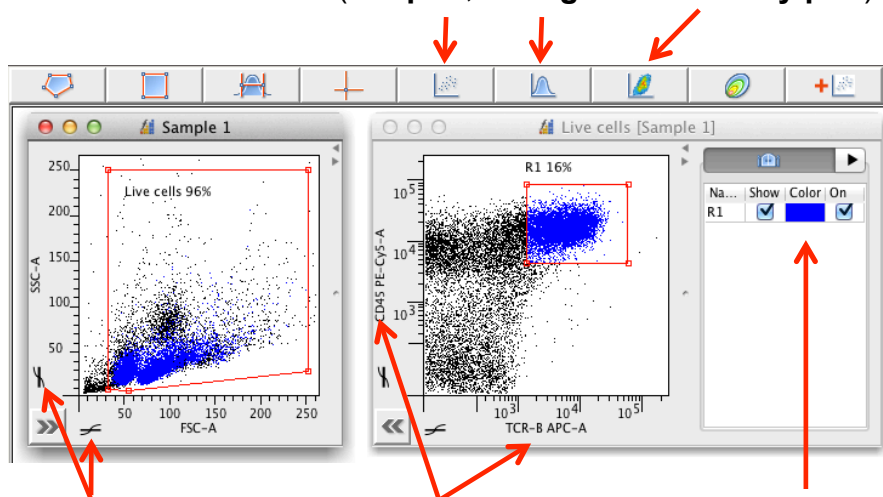 Sample 1
250
200
150
100
50
SSC-A
Live cells 96%
50 100 150 200 250
FSC-A
Live cells [Sample 1]
10^5
10^4
10^3
CD45 PE-Cy5-A
R1 16%
10^3 10^4 10^5
TCR-B APC-A
Na... Show Color On
R1